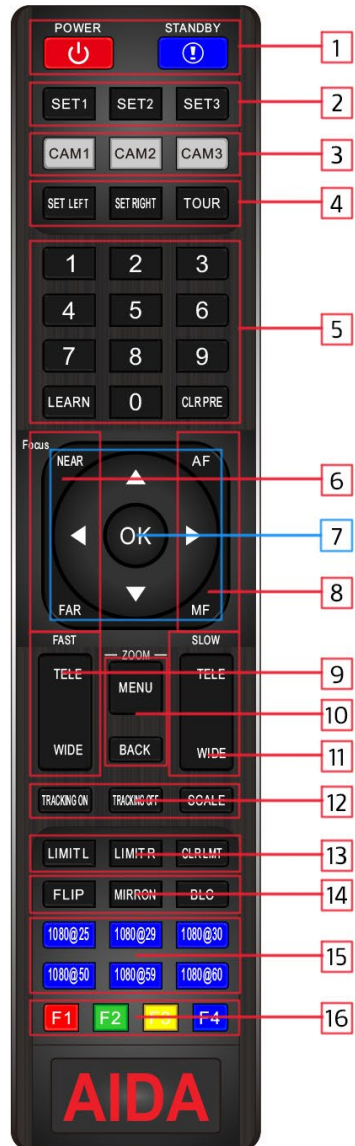 POWER STANDBY
1
SET1 SET2 SET3
2
CAM1 CAM2 CAM3
3
SET LEFT SET RIGHT TOUR
4
1 2 3
4 5 6
7 8 9
LEARN 0 CLR PRE
5
Focus
NEAR AF
6
OK
7
FAR MF
8
FAST ZOOM SLOW
TELE MENU TELE
9
10
WIDE BACK WIDE
11
TRACKING ON TRACKING OFF SCALE
12
LIMIT L LIMIT R CLR LMT
13
FLIP MIRRON BLC
14
1080@25 1080@29 1080@30
15
1080@50 1080@59 1080@60
F1 F2 F3 F4
16
AIDA